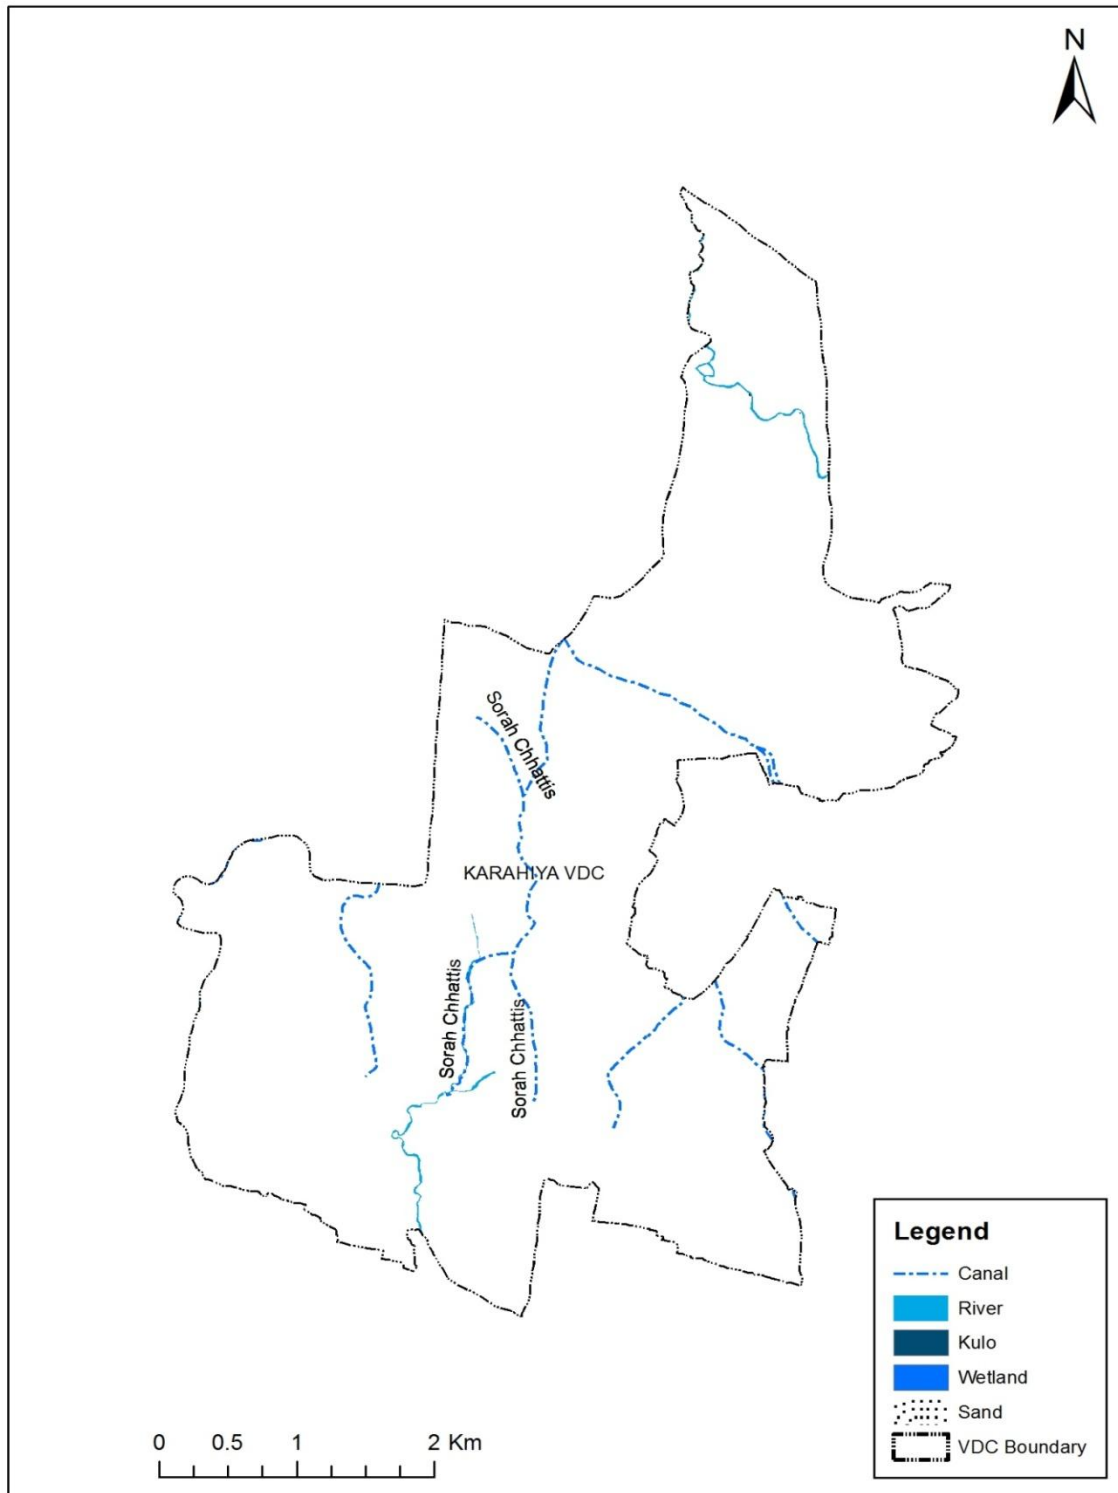 N
Sorah Chhattis
KARAHIYA VDC
Sorah Chhattis
Sorah Chhattis
Legend
Canal
River
Kulo
Wetland
Sand
VDC Boundary
0 0.5 1 2 Km